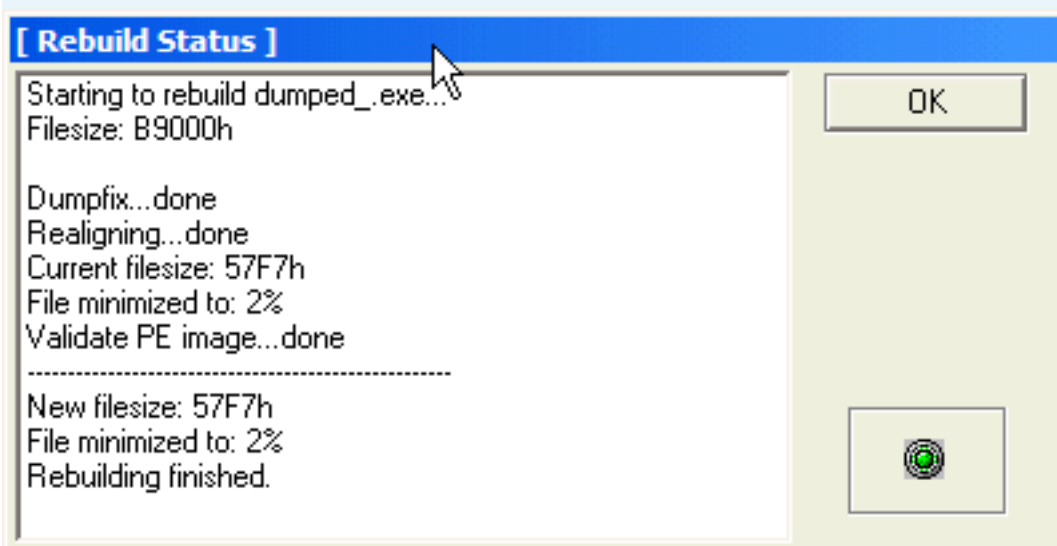 [ Rebuild Status ]
Starting to rebuild dumped_.exe...
Filesize: B9000h
Dumpfix...done
Realigning...done
Current filesize: 57F7h
File minimized to: 2%
Validate PE image...done
----------------------------------------------------
New filesize: 57F7h
File minimized to: 2%
Rebuilding finished.
OK